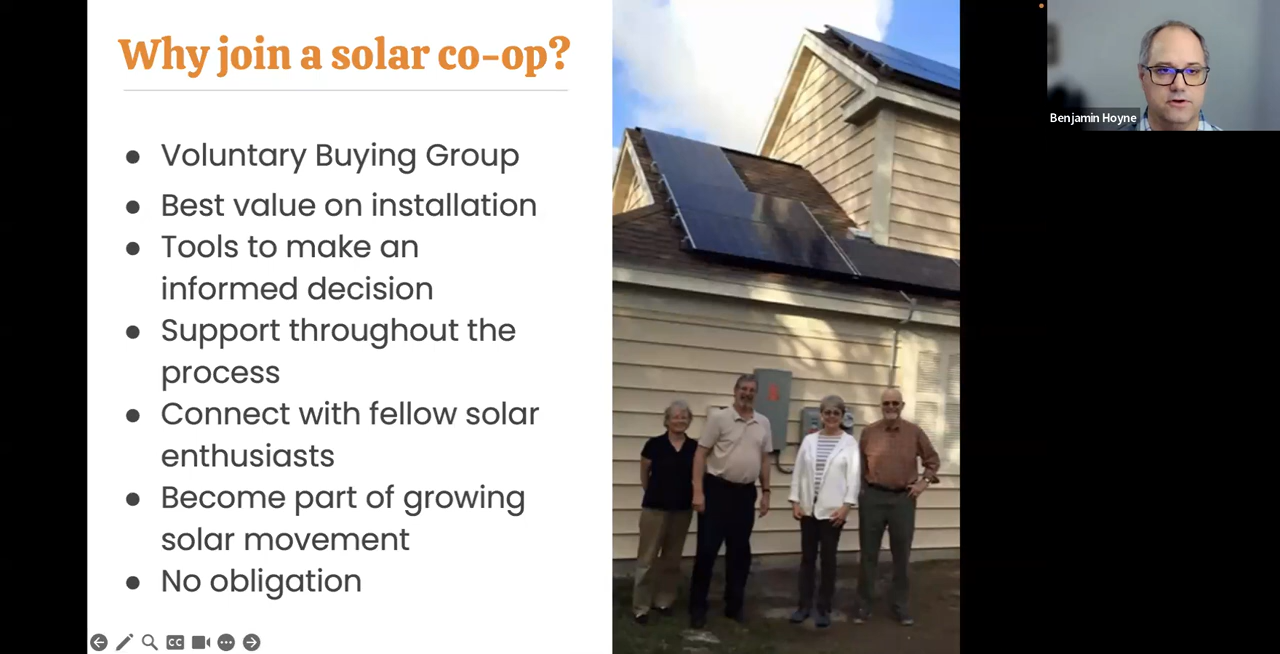 Why join a solar co-op?
● Voluntary Buying Group
● Best value on installation
● Tools to make an
informed decision
● Support throughout the
process
● Connect with fellow solar
enthusiasts
● Become part of growing
solar movement
● No obligation
CC
Benjamin Hoyne